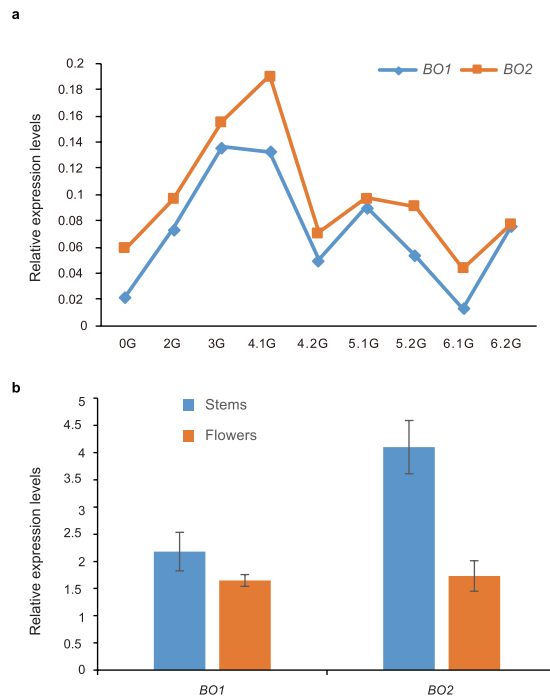 a
Relative expression levels
0.2
0.18
0.16
0.14
0.12
0.1
0.08
0.06
0.04
0.02
0
BO1 BO2
0G 2G 3G 4.1G 4.2G 5.1G 5.2G 6.1G 6.2G
b
Relative expression levels
5
4.5
4
3.5
3
2.5
2
1.5
1
0.5
0
Stems
Flowers
BO1 BO2